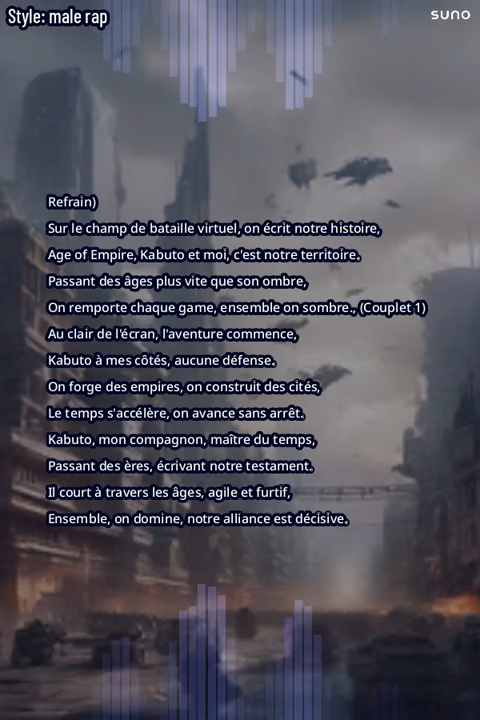 Style: male rap
suno
Refrain)
Sur le champ de bataille virtuel, on écrit notre histoire,
Age of Empire, Kabuto et moi, c'est notre territoire.
Passant des âges plus vite que son ombre,
On remporte chaque game, ensemble on sombre., (Couplet 1)
Au clair de l'écran, l'aventure commence,
Kabuto à mes côtés, aucune défense.
On forge des empires, on construit des cités,
Le temps s'accélère, on avance sans arrêt.
Kabuto, mon compagnon, maître du temps,
Passant des ères, écrivant notre testament.
Il court à travers les âges, agile et furtif,
Ensemble, on domine, notre alliance est décisive.